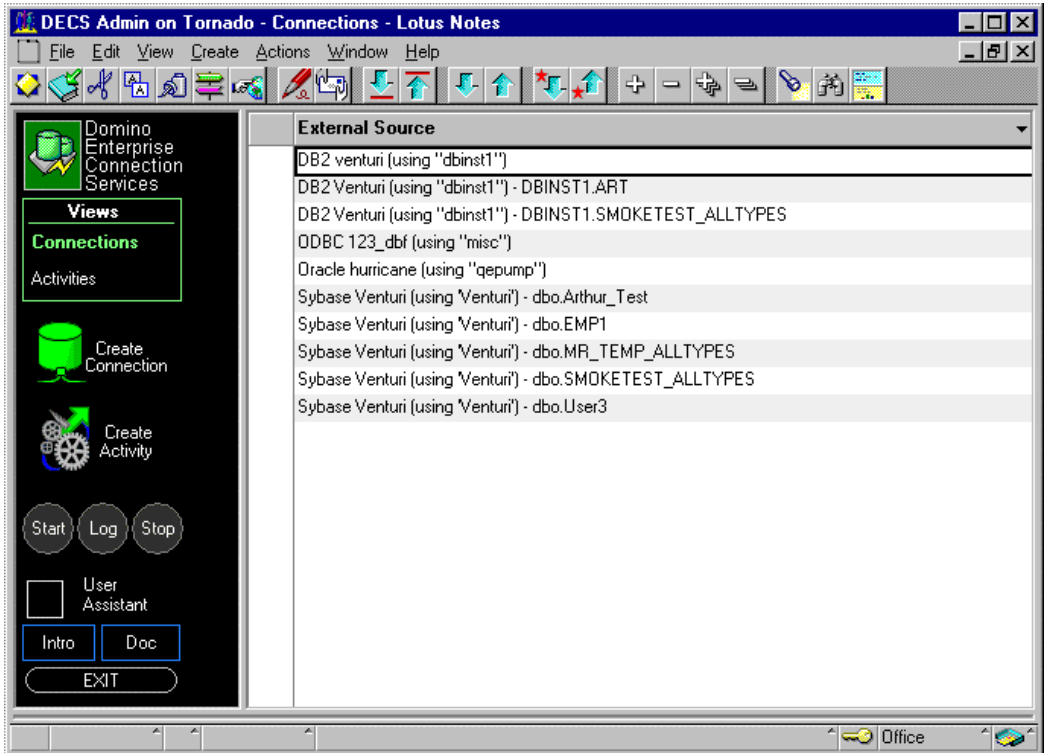 DECS Admin on Tornado - Connections - Lotus Notes
File Edit View Create Actions Window Help
Domino
Enterprise
Connection
Services
Views
Connections
Activities
Create
Connection
Create
Activity
Start Log Stop
User
Assistant
Intro Doc
EXIT
External Source
DB2 venturi (using "dbinst1")
DB2 Venturi (using "dbinst1") - DBINST1.ART
DB2 Venturi (using "dbinst1") - DBINST1.SMOKETEST_ALLTYPES
ODBC 123_dbf (using "misc")
Oracle hurricane (using "qepump")
Sybase Venturi (using 'Venturi') - dbo.Arthur_Test
Sybase Venturi (using 'Venturi') - dbo.EMP1
Sybase Venturi (using 'Venturi') - dbo.MR_TEMP_ALLTYPES
Sybase Venturi (using 'Venturi') - dbo.SMOKETEST_ALLTYPES
Sybase Venturi (using 'Venturi') - dbo.User3
Office